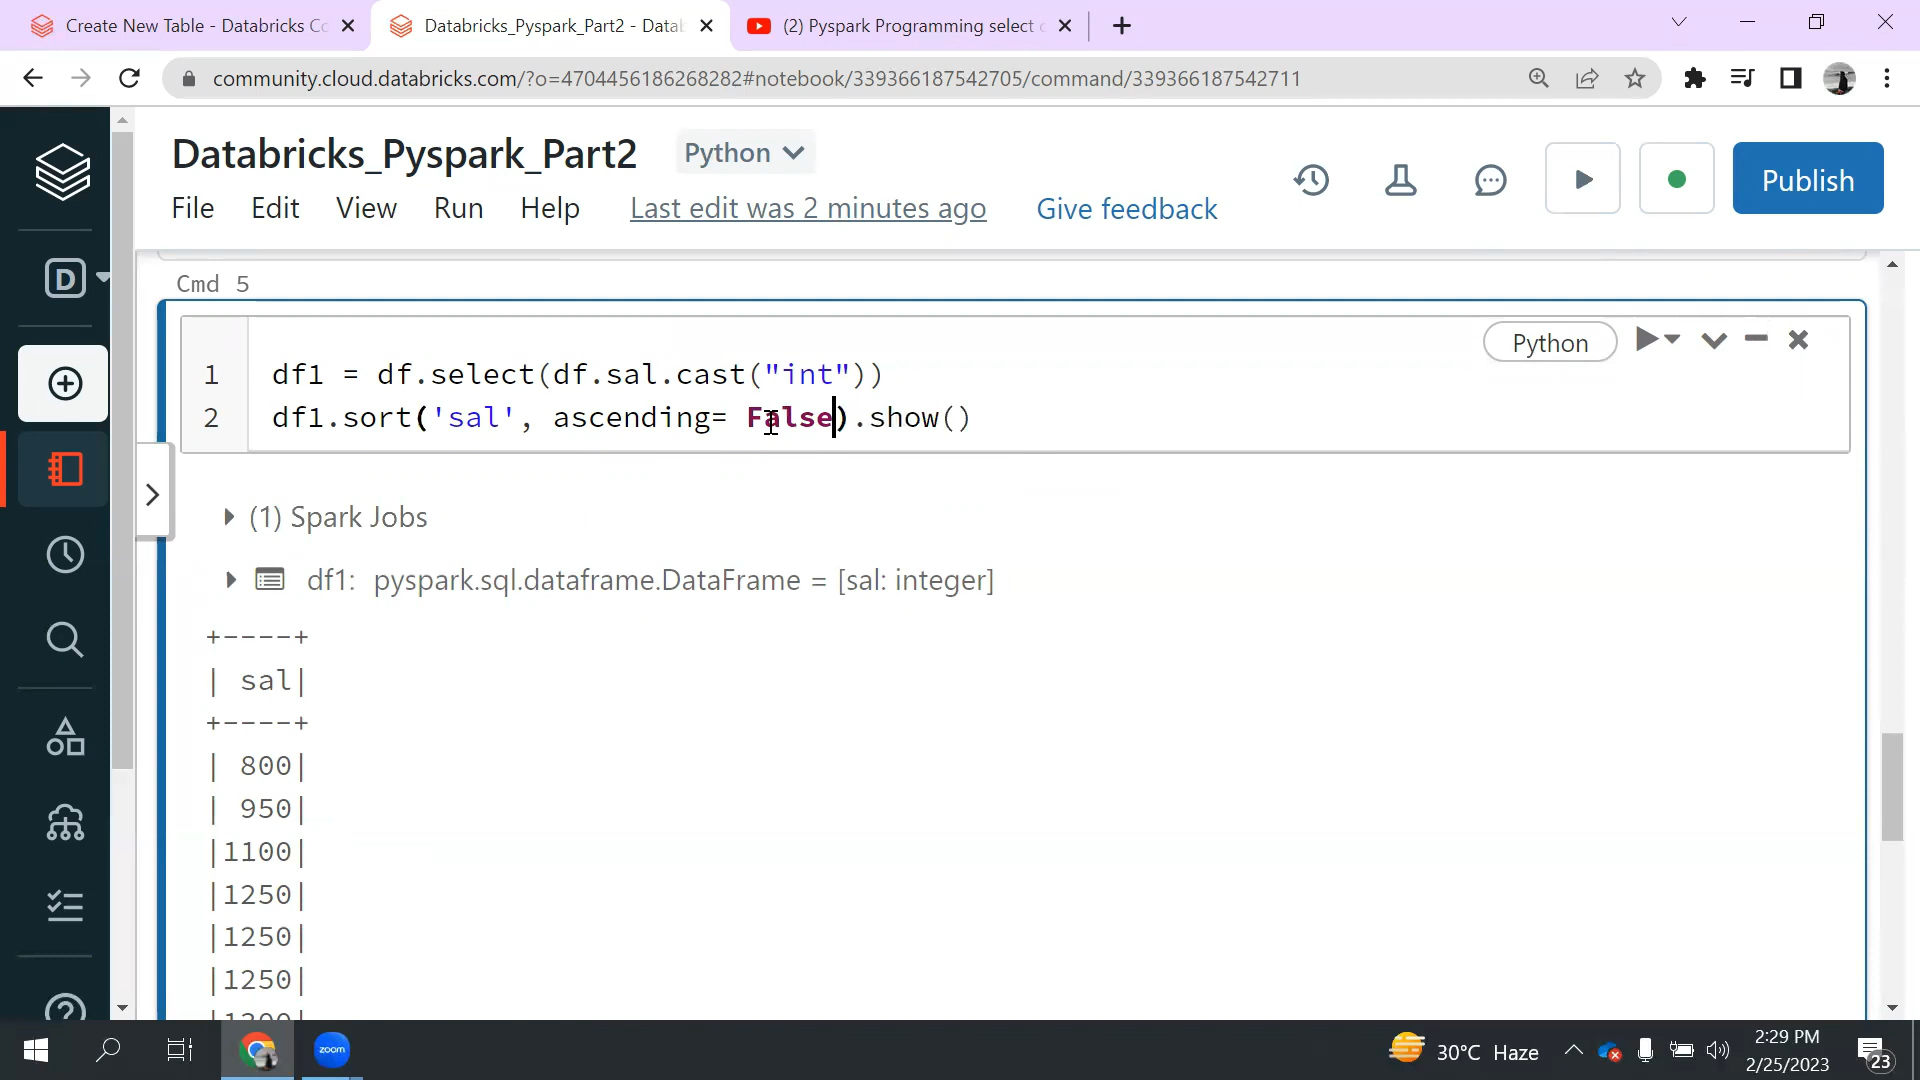 Create New Table - Databricks Co
Databricks_Pyspark_Part2 - Datab
(2) Pyspark Programming select c
community.cloud.databricks.com/?o=4704456186268282#notebook/339366187542705/command/339366187542711
Databricks_Pyspark_Part2
Python
File Edit View Run Help Last edit was 2 minutes ago Give feedback
Publish
D
Cmd 5
Python
1 df1 = df.select(df.sal.cast("int"))
2 df1.sort('sal', ascending= False).show()
(1) Spark Jobs
df1: pyspark.sql.dataframe.DataFrame = [sal: integer]
+----+
| sal|
+----+
| 800|
| 950|
|1100|
|1250|
|1250|
|1250|
|1300|
zoom
30°C Haze
2:29 PM
2/25/2023
23